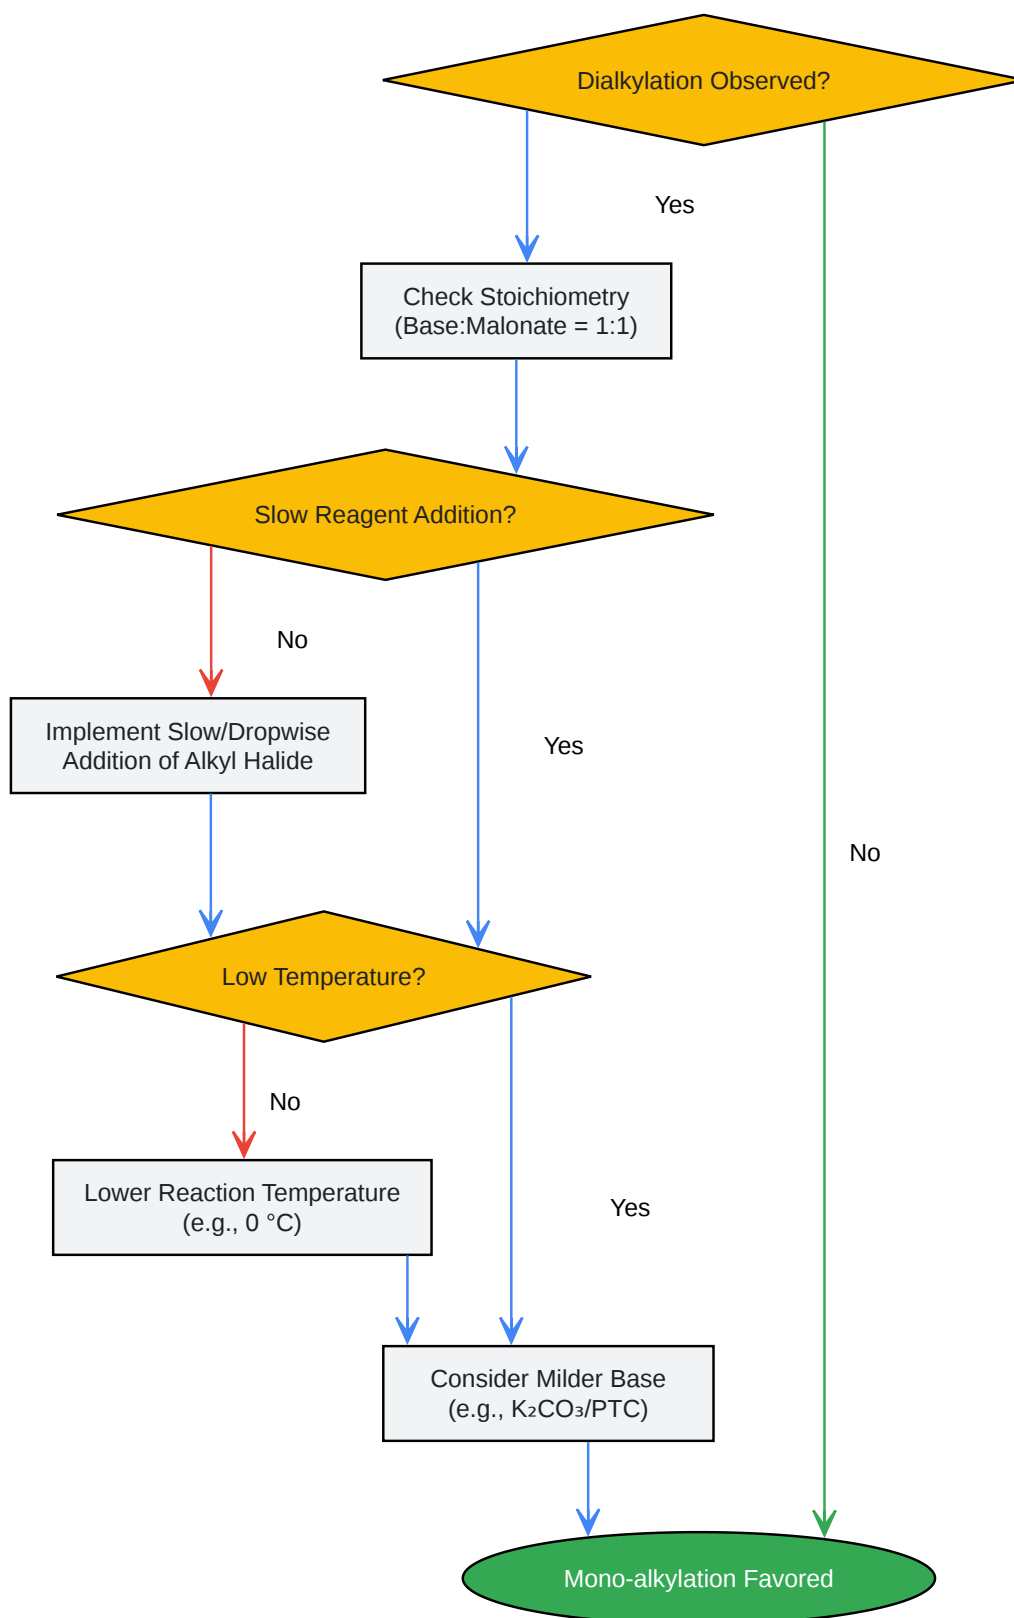 Dialkylation Observed?
Yes
Check Stoichiometry
(Base:Malonate = 1:1)
Slow Reagent Addition?
No
Implement Slow/Dropwise
Addition of Alkyl Halide
Yes
No
Low Temperature?
No
Lower Reaction Temperature
(e.g., 0 °C)
Yes
Consider Milder Base
(e.g., K₂CO₃/PTC)
Mono-alkylation Favored